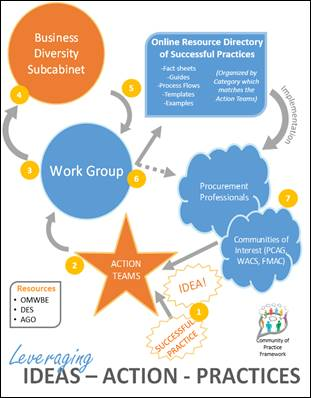 Business
Diversity
Subcabinet
4
5
Online Resource Directory
of Successful Practices
-Fact sheets
-Guides
-Process Flows
-Templates
-Examples
(Organized by
Category which
matches the
Action Teams)
Implementation
3
Work Group
6
7
Procurement
Professionals
Communities of
Interest (PCAG,
WACS, FMAC)
2
ACTION
TEAMS
IDEA!
1
SUCCESSFUL
PRACTICE
Resources
• OMWBE
• DES
• AGO
Community of
Practice
Framework
Leveraging
IDEAS – ACTION - PRACTICES